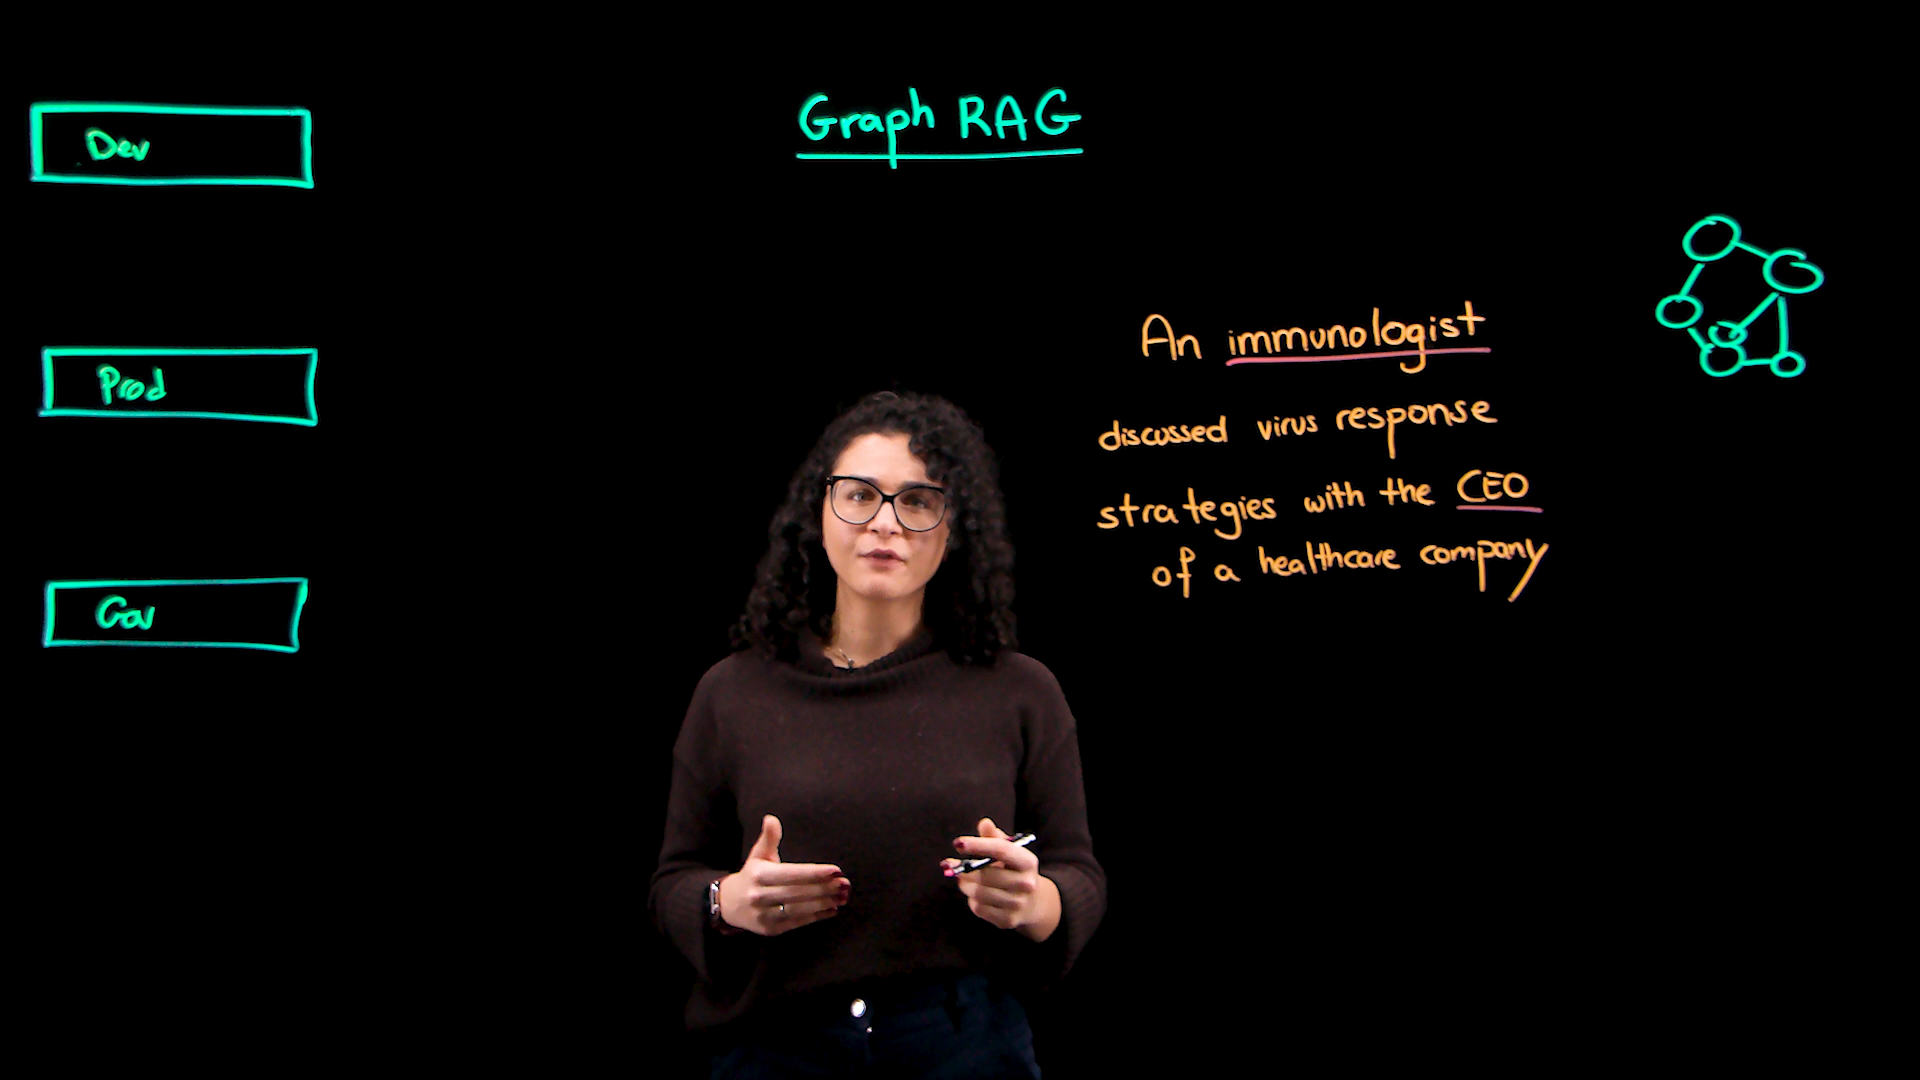 Graph RAG
Dev
Prod
Gov
An immunologist
discussed virus response
strategies with the CEO
of a healthcare company